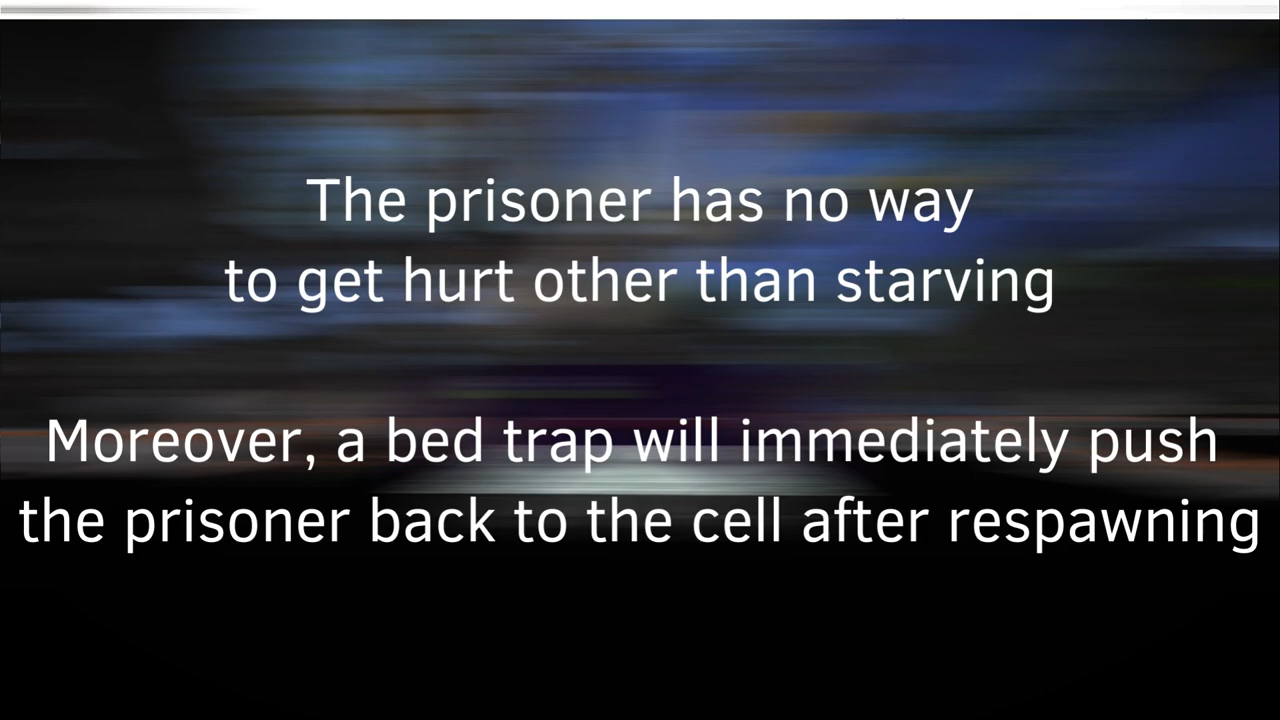 The prisoner has no way
to get hurt other than starving
Moreover, a bed trap will immediately push
the prisoner back to the cell after respawning